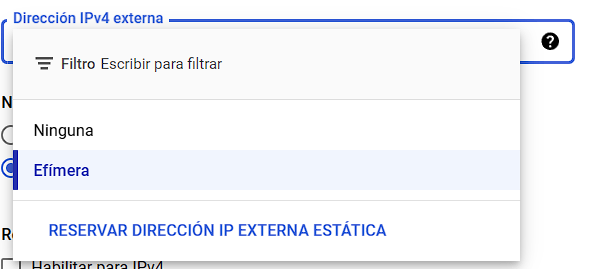 Dirección IPv4 externa
Filtro Escribir para filtrar
N
Ninguna
Efímera
RESERVAR DIRECCIÓN IP EXTERNA ESTÁTICA
R
Habilitar para IPv4